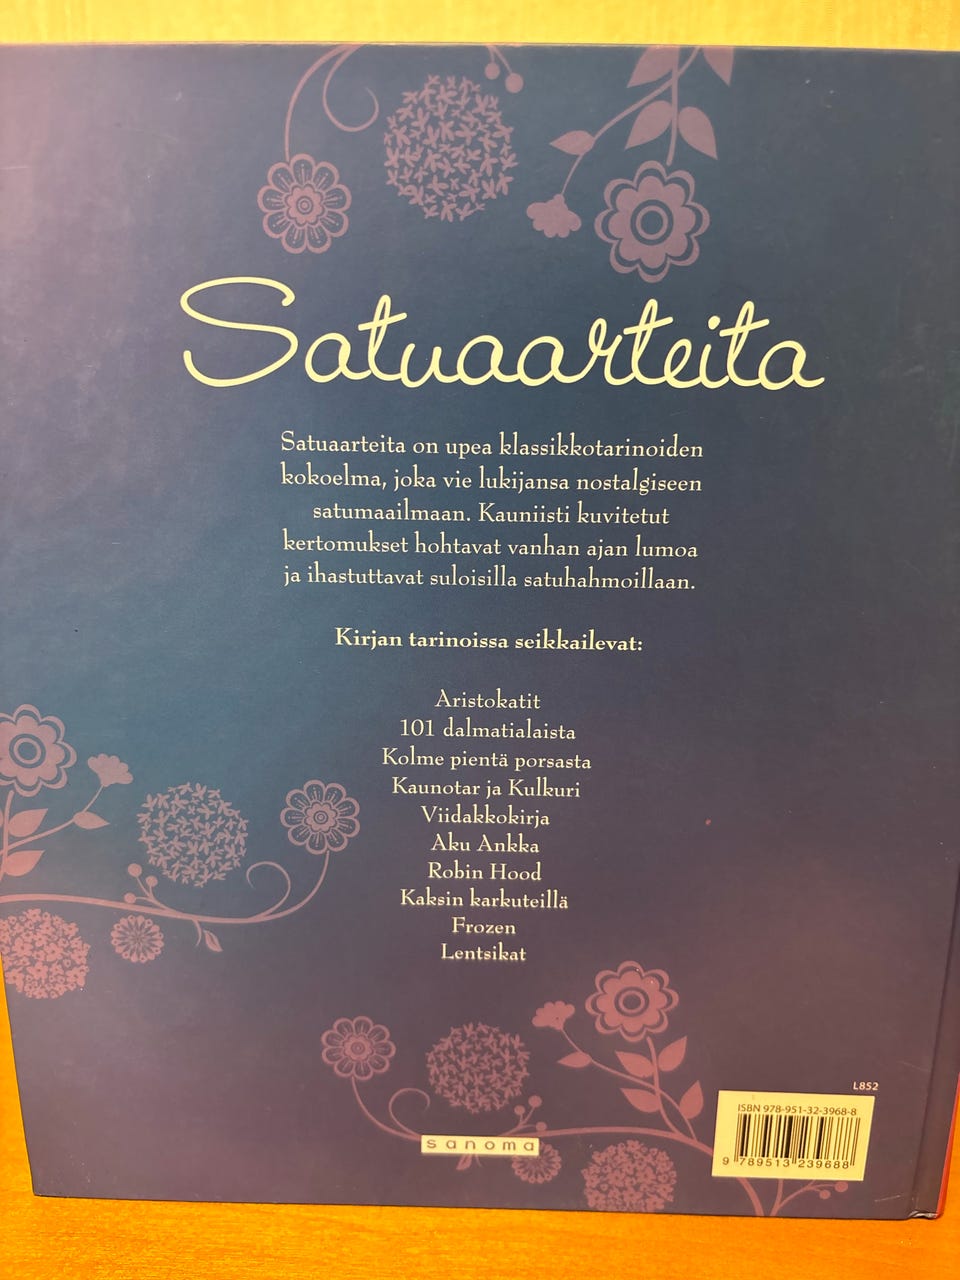 Satuaarteita
Satuaarteita on upea klassikkotarinoiden
kokoelma, joka vie lukijansa nostalgiseen
satumaailmaan. Kauniisti kuvitetut
kertomukset hohtavat vanhan ajan lumoa
ja ihastuttavat suloisilla satuhahmoillaan.
Kirjan tarinoissa seikkailevat:
Aristokatit
101 dalmatialaista
Kolme pientä porsasta
Kaunotar ja Kulkuri
Viidakkokirja
Aku Ankka
Robin Hood
Kaksin karkuteillä
Frozen
Lentsikat
L852
ISBN 978-951-32-3968-8
9 789513 239688
sanoma